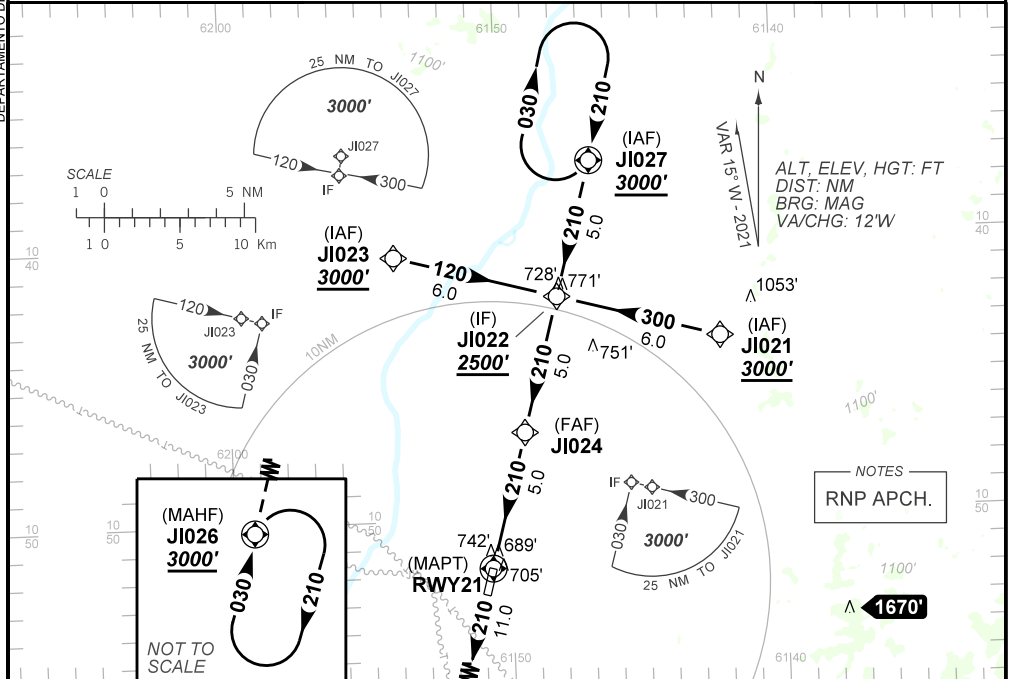 DEPARTAMENTO DE
62°00
61°50
61°40
1100'
25 NM TO JI027
3000'
JI027
120
IF
300
SCALE
1 0 5 NM
1 0 5 10 Km
030
210
(IAF)
JI027
3000'
N
VAR 15° W - 2021
ALT, ELEV, HGT: FT
DIST: NM
BRG: MAG
VA/CHG: 12'W
10
40
10
40
210
5.0
(IAF)
JI023
3000'
120
6.0
728'
771'
1053'
(IF)
JI022
2500'
300
6.0
(IAF)
JI021
3000'
751'
120
IF
JI023
3000'
030
25 NM TO JI023
10NM
210
5.0
1100'
(FAF)
JI024
62°00
210
5.0
IF
JI021
300
030
3000'
25 NM TO JI021
NOTES
RNP APCH.
10
50
10
50
10
50
(MAHF)
JI026
3000'
030
210
NOT TO
SCALE
742'
689'
(MAPT)
RWY21
705'
210
11.0
1100'
1670'
61°50
61°40